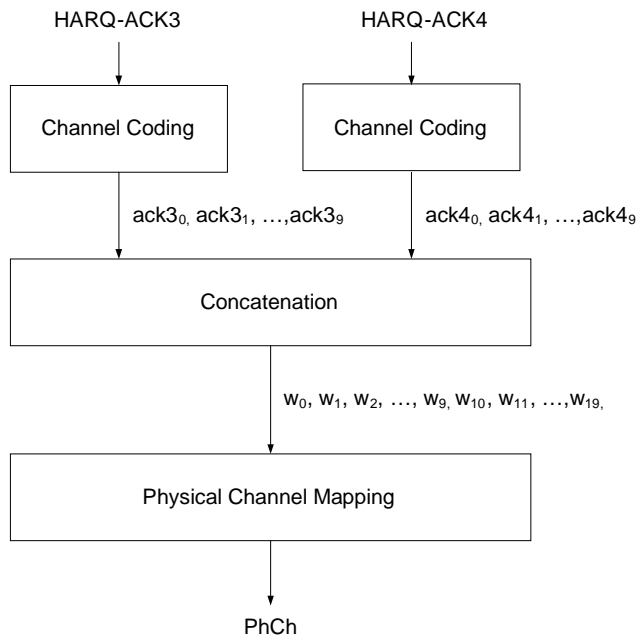 HARQ-ACK3 HARQ-ACK4
Channel Coding Channel Coding
ack3₀, ack3₁, …,ack3₉ ack4₀, ack4₁, …,ack4₉
Concatenation
w₀, w₁, w₂, …, w₉, w₁₀, w₁₁, …,w₁₉,
Physical Channel Mapping
PhCh